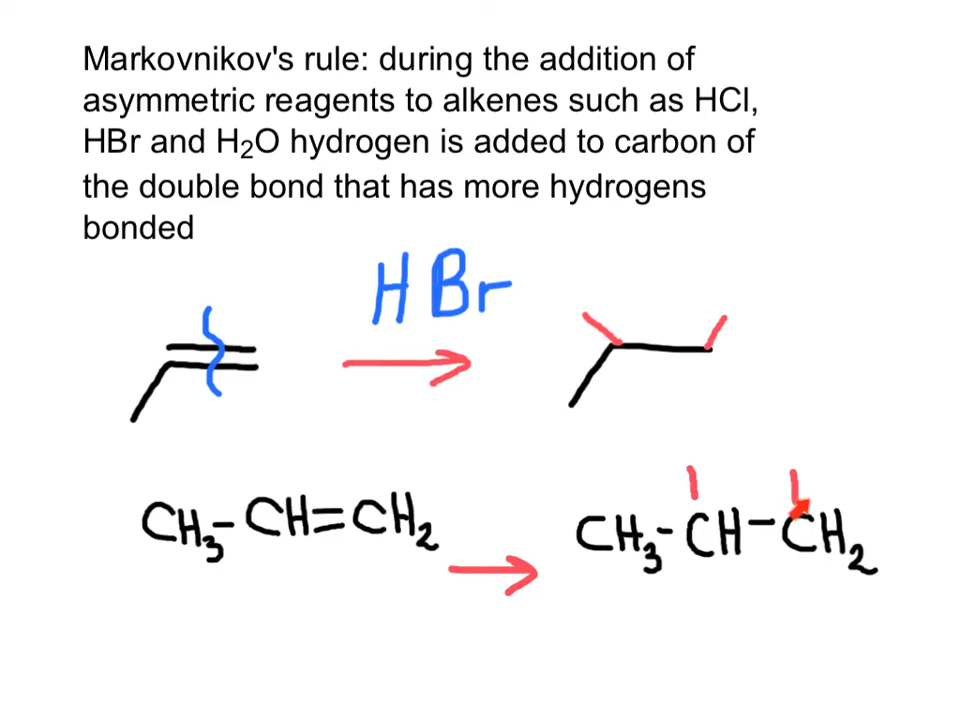 Markovnikov's rule: during the addition of
asymmetric reagents to alkenes such as HCl,
HBr and H₂O hydrogen is added to carbon of
the double bond that has more hydrogens
bonded
HBr
CH₃-CH=CH₂
CH₃-CH-CH₂